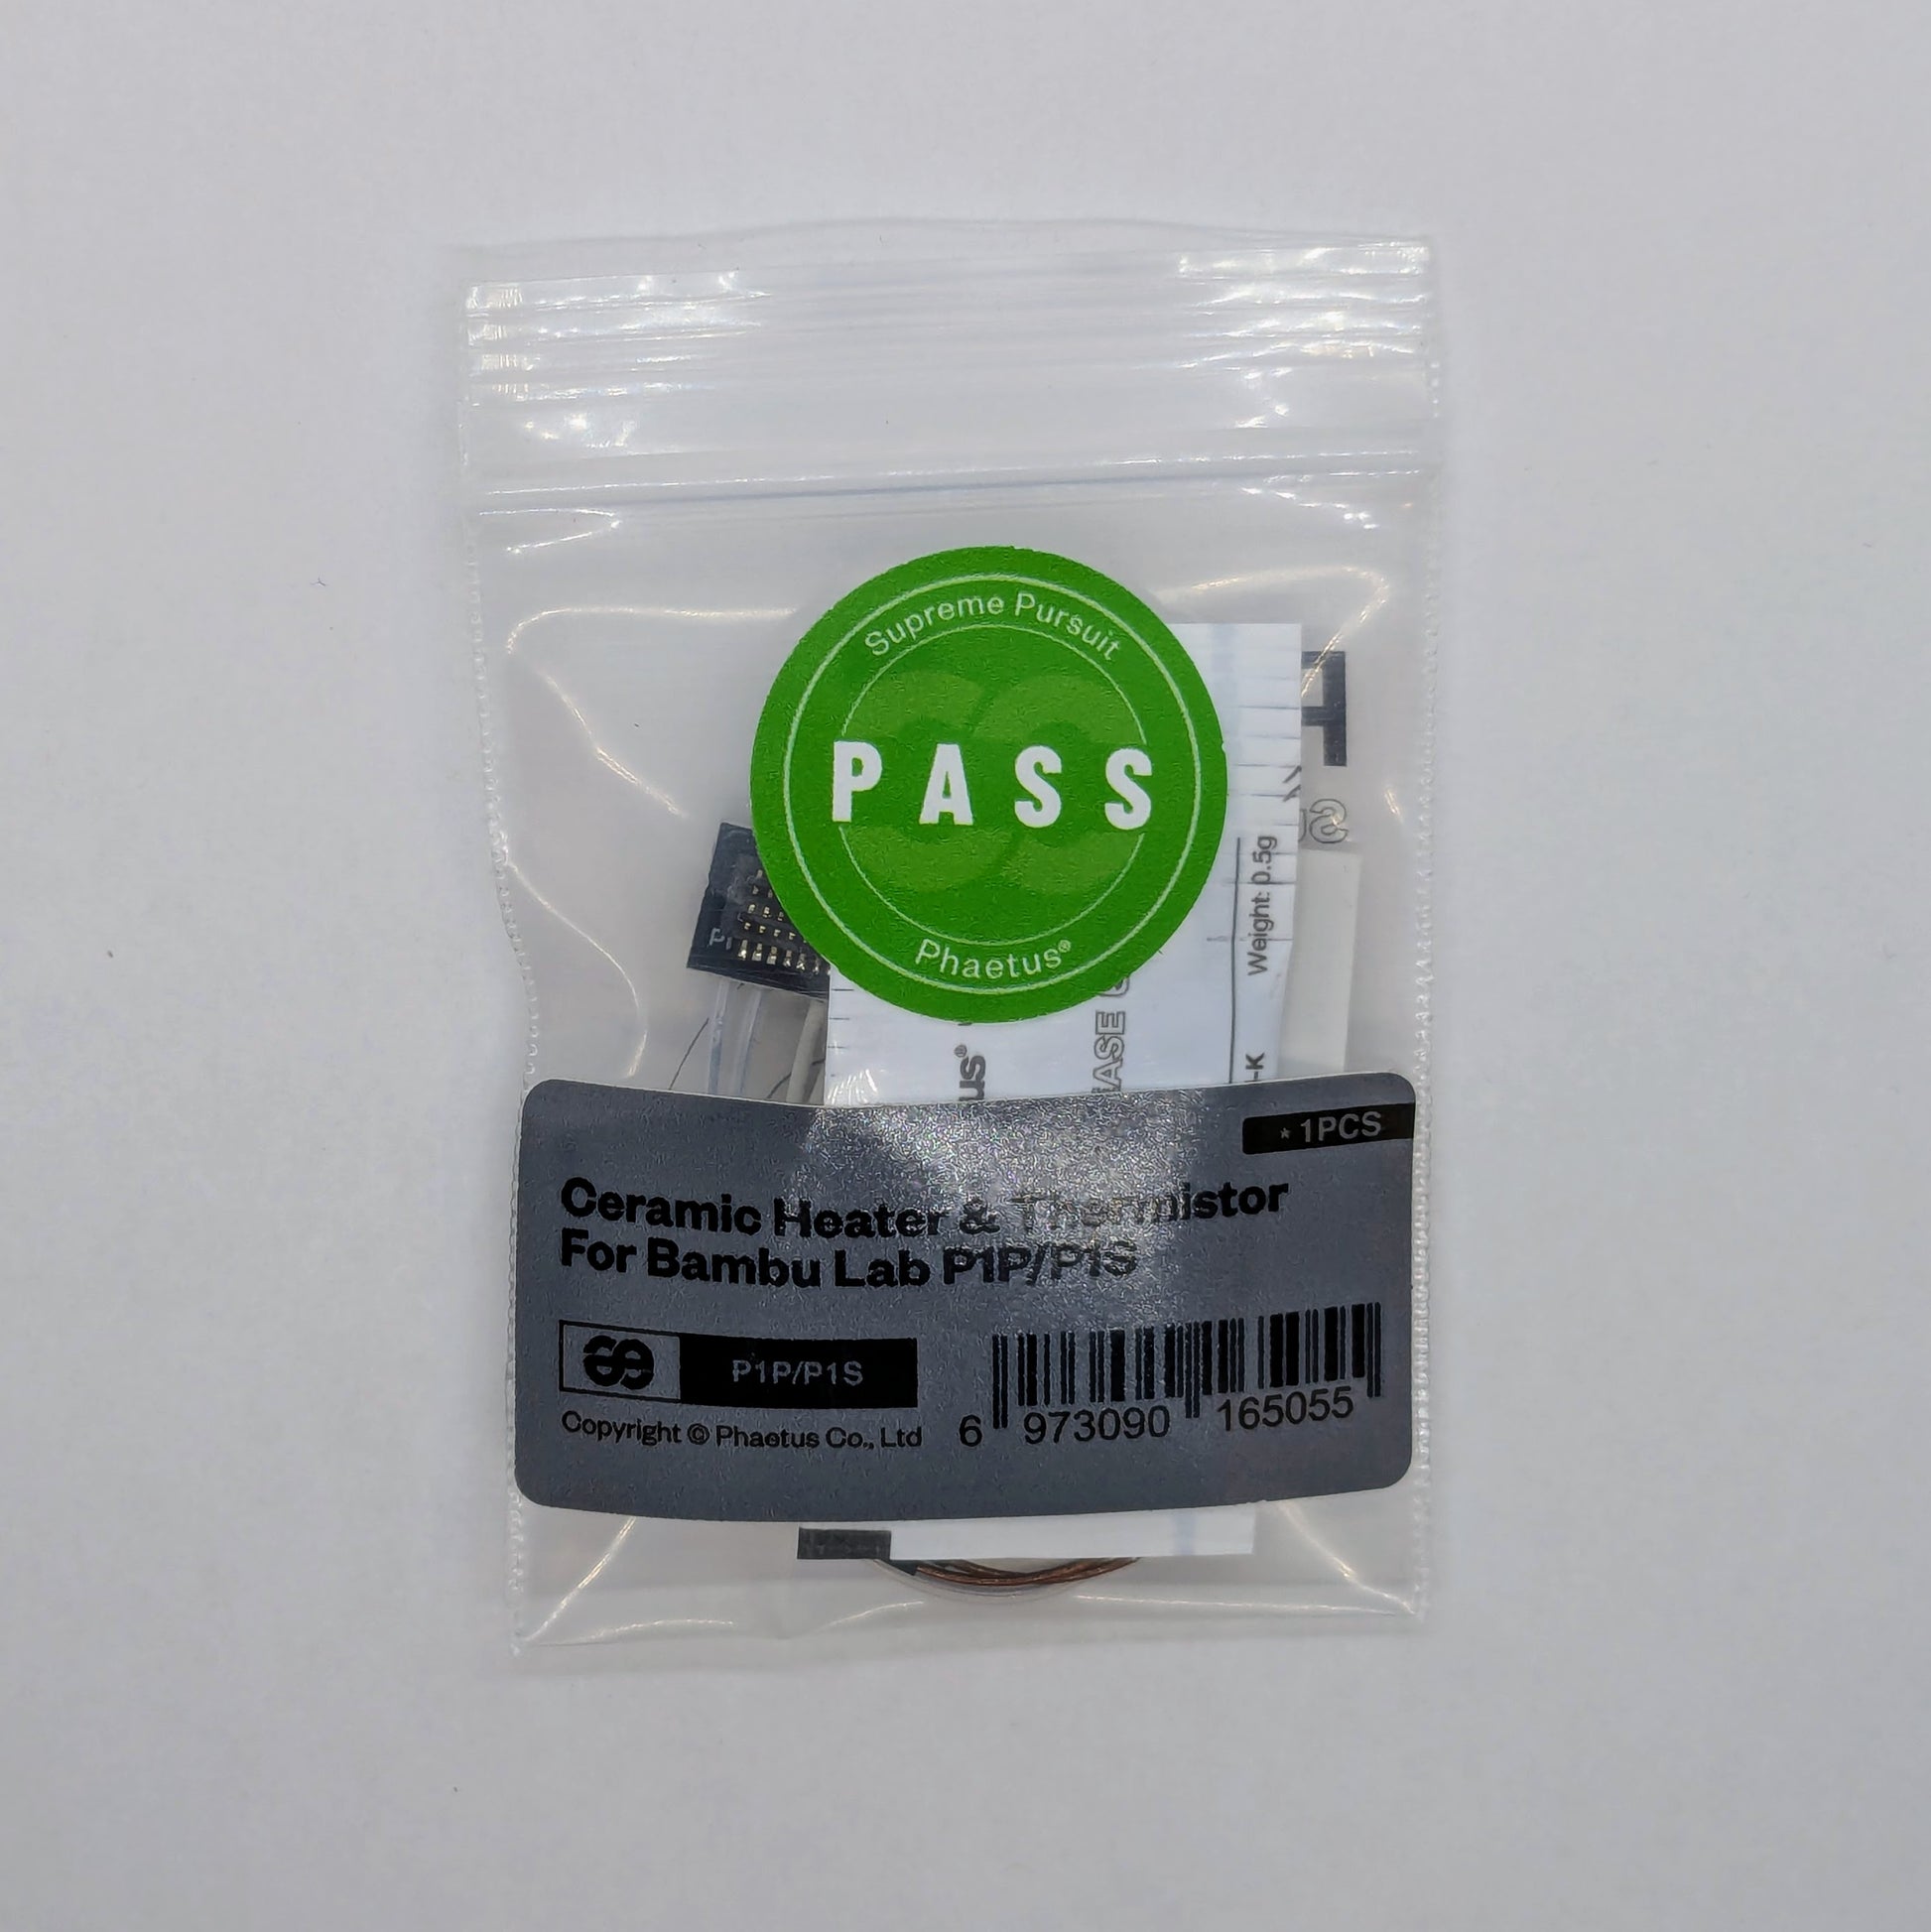 Supreme Pursuit
PASS
Phaetus®
Weight: 0.5g
* 1PCS
Ceramic Heater & Thermistor
For Bambu Lab P1P/P1S
P1P/P1S
Copyright © Phaetus Co., Ltd
6 973090 165055